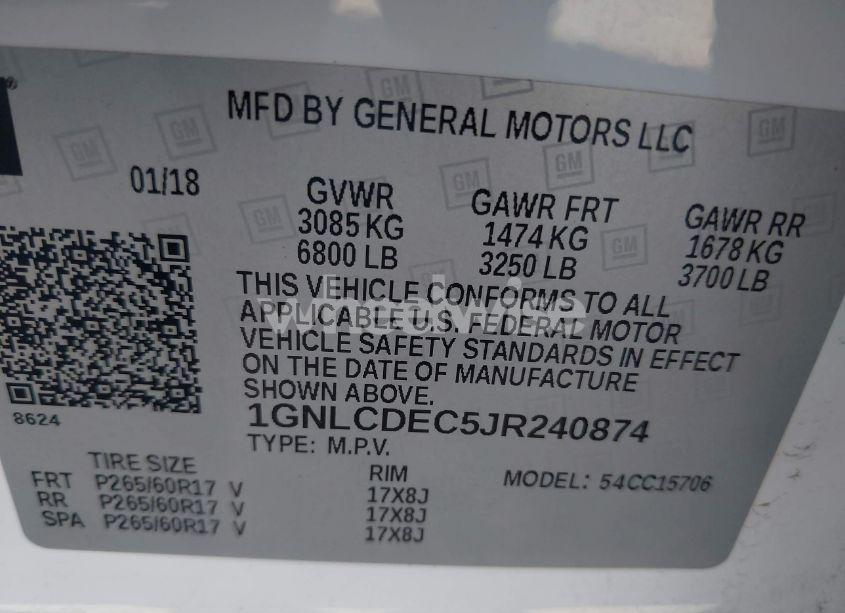 MFD BY GENERAL MOTORS LLC
01/18
GVWR
3085 KG
6800 LB
GAWR FRT
1474 KG
3250 LB
GAWR RR
1678 KG
3700 LB
THIS VEHICLE CONFORMS TO ALL
APPLICABLE U.S. FEDERAL MOTOR
VEHICLE SAFETY STANDARDS IN EFFECT
ON THE DATE OF MANUFACTURE
SHOWN ABOVE.
1GNLCDEC5JR240874
TYPE: M.P.V.
8624
TIRE SIZE
RIM
MODEL: 54CC15706
FRT P265/60R17 V 17X8J
RR P265/60R17 V 17X8J
SPA P265/60R17 V 17X8J
GM